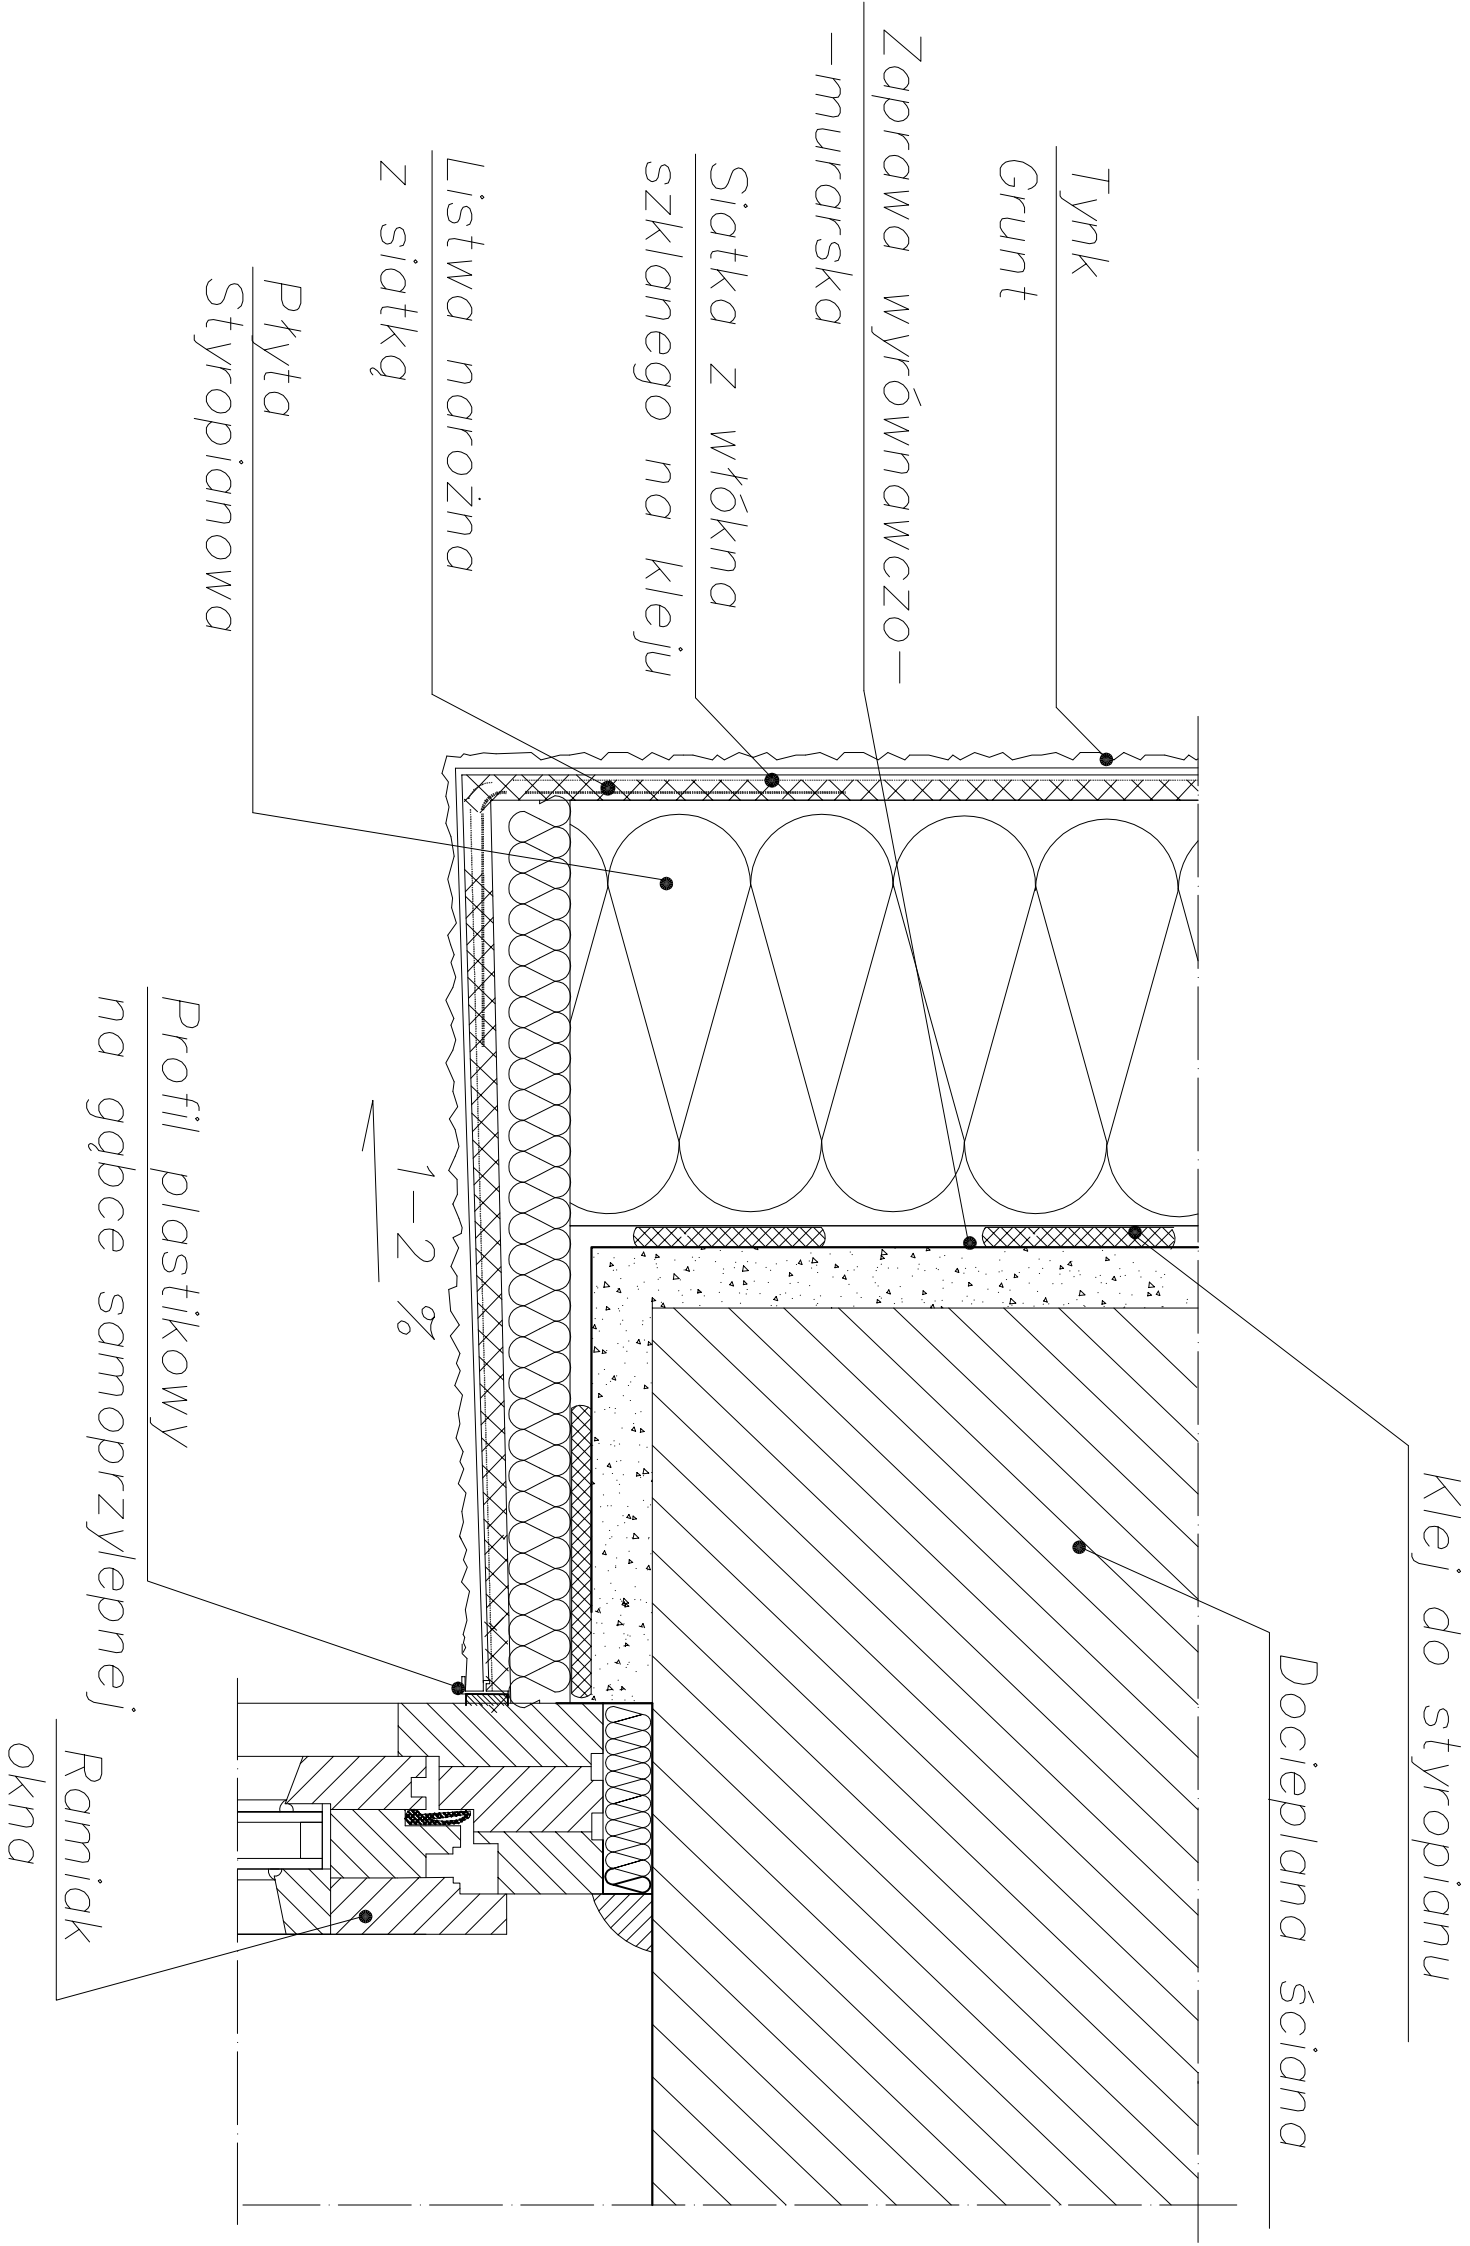 Klej do styropianu
Docieplana ściana
Tynk
Grunt
Zaprawa wyrównawczo-
-murarska
Siatka z włókna
szklanego na kleju
Listwa narożna
z siatką
Płyta
Styropianowa
1-2 %
Profil plastikowy
na gąbce samoprzylepnej
Ramiak
okna